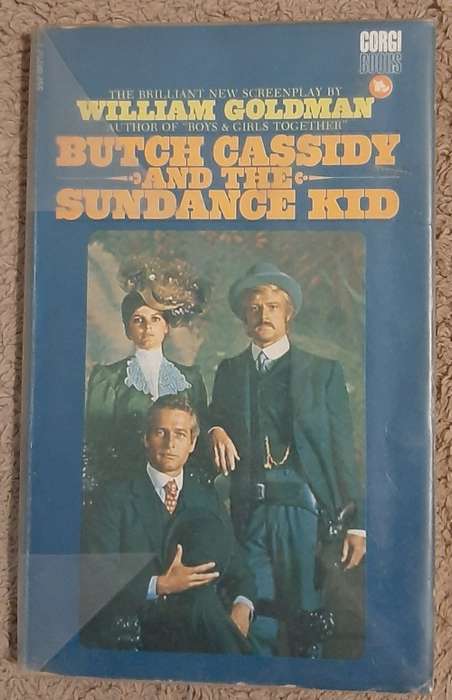 CORGI
BOOKS
THE BRILLIANT NEW SCREENPLAY BY
WILLIAM GOLDMAN
AUTHOR OF "BOYS & GIRLS TOGETHER"
BUTCH CASSIDY
AND THE
SUNDANCE KID